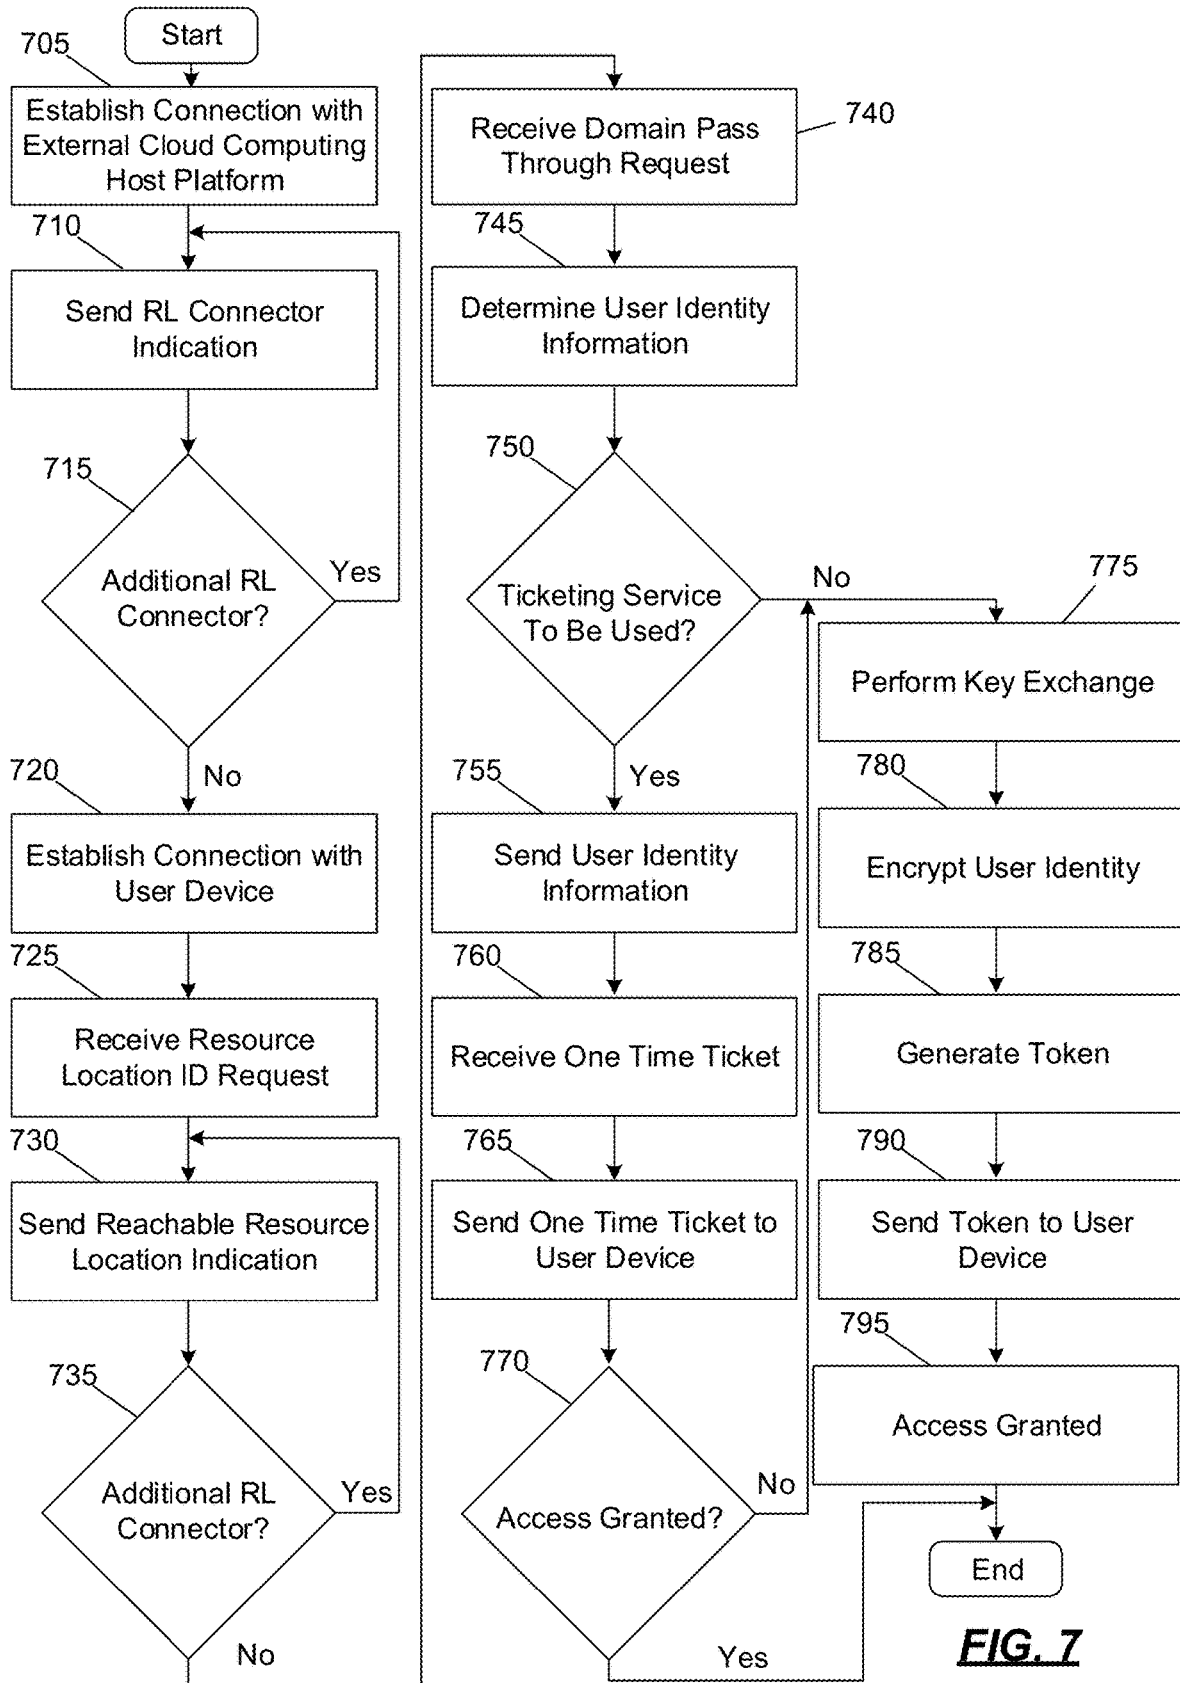 Start
705
Establish Connection with
External Cloud Computing
Host Platform
710
Send RL Connector
Indication
715
Additional RL
Connector?
Yes
No
720
Establish Connection with
User Device
725
Receive Resource
Location ID Request
730
Send Reachable Resource
Location Indication
735
Additional RL
Connector?
Yes
No
740
Receive Domain Pass
Through Request
745
Determine User Identity
Information
750
Ticketing Service
To Be Used?
No
Yes
755
Send User Identity
Information
760
Receive One Time Ticket
765
Send One Time Ticket to
User Device
770
Access Granted?
No
Yes
775
Perform Key Exchange
780
Encrypt User Identity
785
Generate Token
790
Send Token to User
Device
795
Access Granted
End
FIG. 7